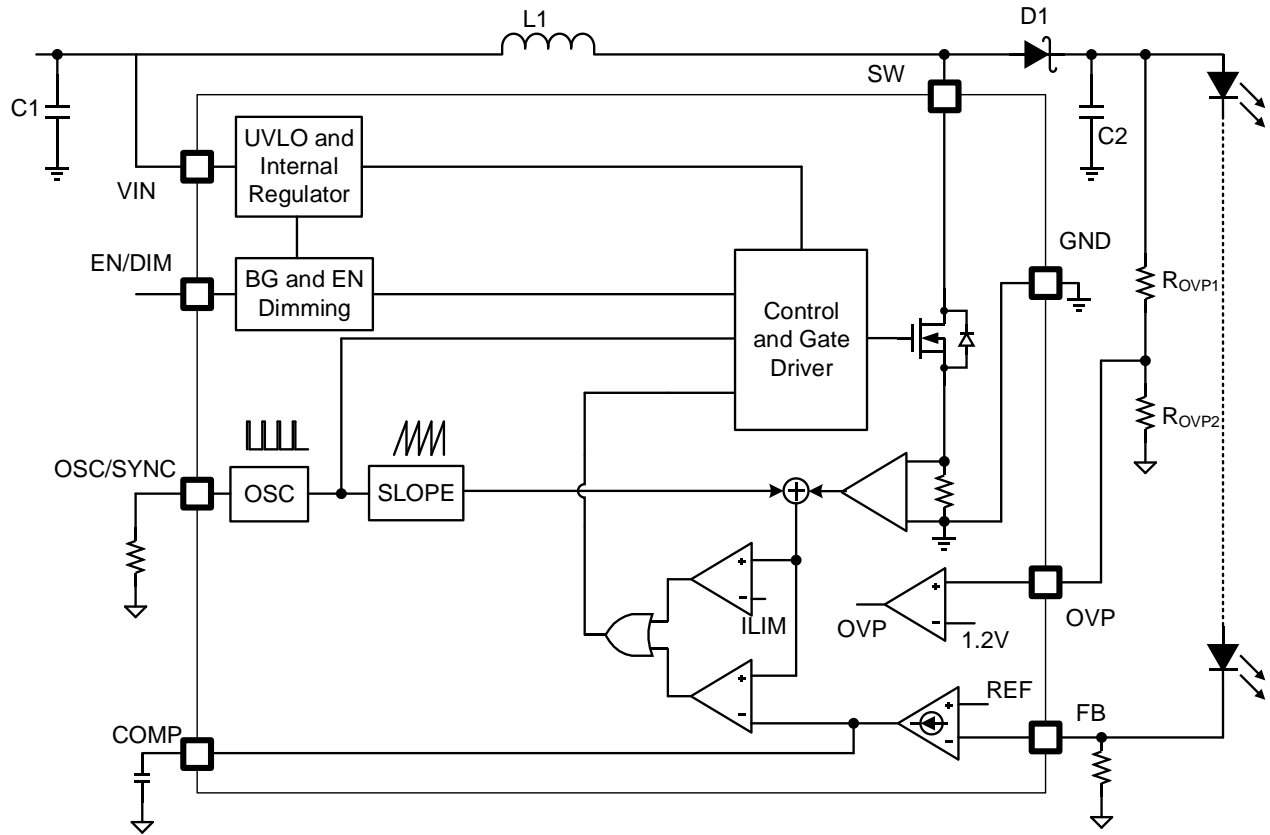 L1
D1
SW
C1
C2
UVLO and
Internal
Regulator
VIN
GND
EN/DIM
BG and EN
Dimming
Control
and Gate
Driver
ROVP1
ROVP2
OSC/SYNC
OSC
SLOPE
+
+
-
ILIM
OVP
+
-
1.2V
OVP
+
-
REF
+
-
FB
COMP